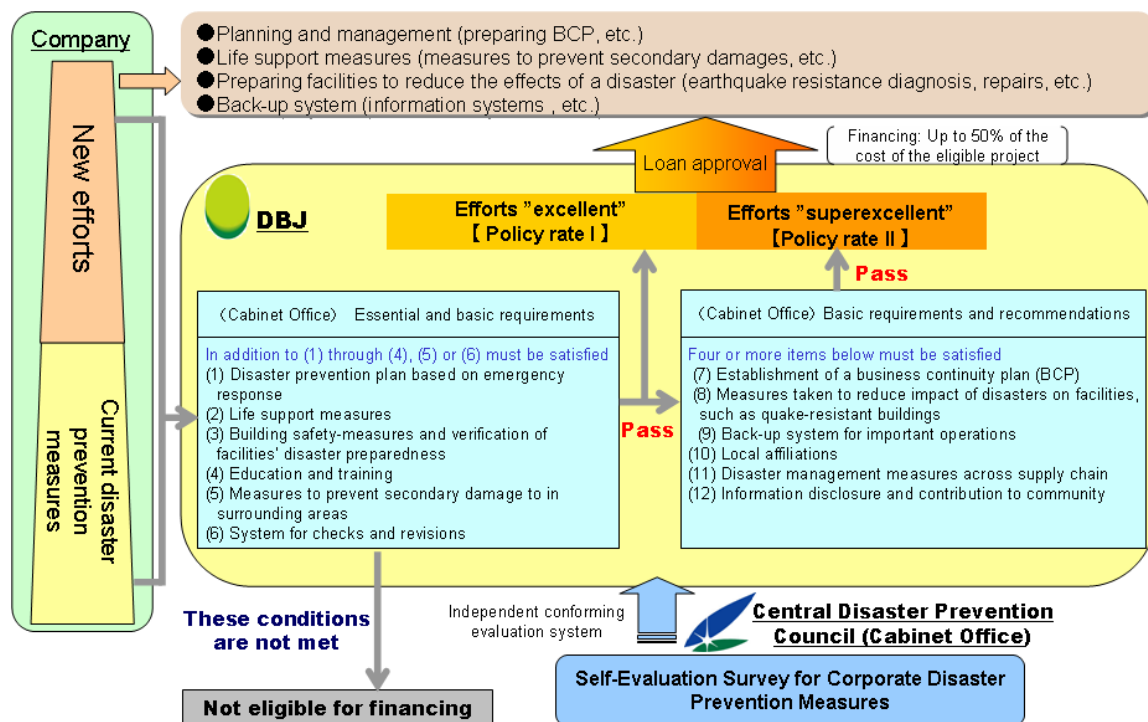 Company
New efforts
Current disaster
prevention
measures
●Planning and management (preparing BCP, etc.)
●Life support measures (measures to prevent secondary damages, etc.)
●Preparing facilities to reduce the effects of a disaster (earthquake resistance diagnosis, repairs, etc.)
●Back-up system (information systems , etc.)
Loan approval
Financing: Up to 50% of the
cost of the eligible project
DBJ
Efforts "excellent"
【 Policy rate I 】
Efforts "superexcellent"
【Policy rate II 】
Pass
〈Cabinet Office〉 Essential and basic requirements
In addition to (1) through (4), (5) or (6) must be satisfied
(1) Disaster prevention plan based on emergency
response
(2) Life support measures
(3) Building safety-measures and verification of
facilities' disaster preparedness
(4) Education and training
(5) Measures to prevent secondary damage to in
surrounding areas
(6) System for checks and revisions
Pass
〈Cabinet Office〉 Basic requirements and recommendations
Four or more items below must be satisfied
(7) Establishment of a business continuity plan (BCP)
(8) Measures taken to reduce impact of disasters on facilities,
such as quake-resistant buildings
(9) Back-up system for important operations
(10) Local affiliations
(11) Disaster management measures across supply chain
(12) Information disclosure and contribution to community
These conditions
are not met
Not eligible for financing
Independent conforming
evaluation system
Central Disaster Prevention
Council (Cabinet Office)
Self-Evaluation Survey for Corporate Disaster
Prevention Measures